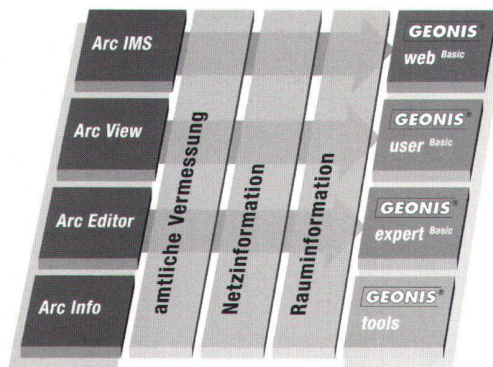 Arc IMS
Arc View
Arc Editor
Arc Info
amtliche Vermessung
Netzinformation
Rauminformation
GEONIS®
web Basic
GEONIS®
user Basic
GEONIS®
expert Basic
GEONIS®
tools